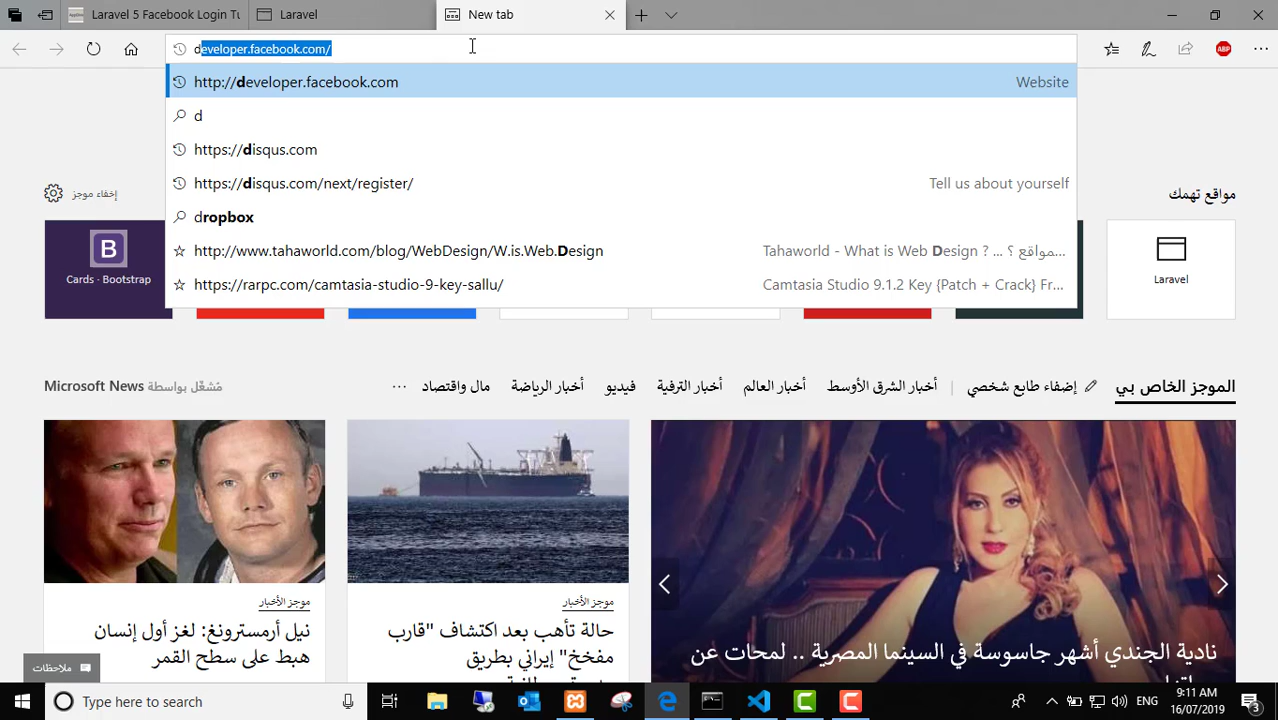 Laravel 5 Facebook Login Tu
Laravel
New tab
developer.facebook.com/
ABP
http://developer.facebook.com Website
d
https://disqus.com
https://disqus.com/next/register/ Tell us about yourself
dropbox
http://www.tahaworld.com/blog/WebDesign/W.is.Web.Design Tahaworld - What is Web Design ? ... مواقع ؟...
https://rarpc.com/camtasia-studio-9-key-sallu/ Camtasia Studio 9.1.2 Key {Patch + Crack} Fr...
مواقع تهمك
إخفاء موجز
B
Cards · Bootstrap
Laravel
الموجز الخاص بي
إضفاء طابع شخصي
أخبار الشرق الأوسط
أخبار العالم
أخبار الترفية
فيديو
أخبار الرياضة
مال واقتصاد
...
مُشغّل بواسطة Microsoft News
نادية الجندي أشهر جاسوسة في السينما المصرية .. لمحات عن
موجز الأخبار
حالة تأهب بعد اكتشاف "قارب
مفخخ" إيراني بطريق
موجز الأخبار
نيل أرمسترونغ: لغز أول إنسان
هبط على سطح القمر
ملاحظات
Type here to search
ENG
9:11 AM
16/07/2019
3